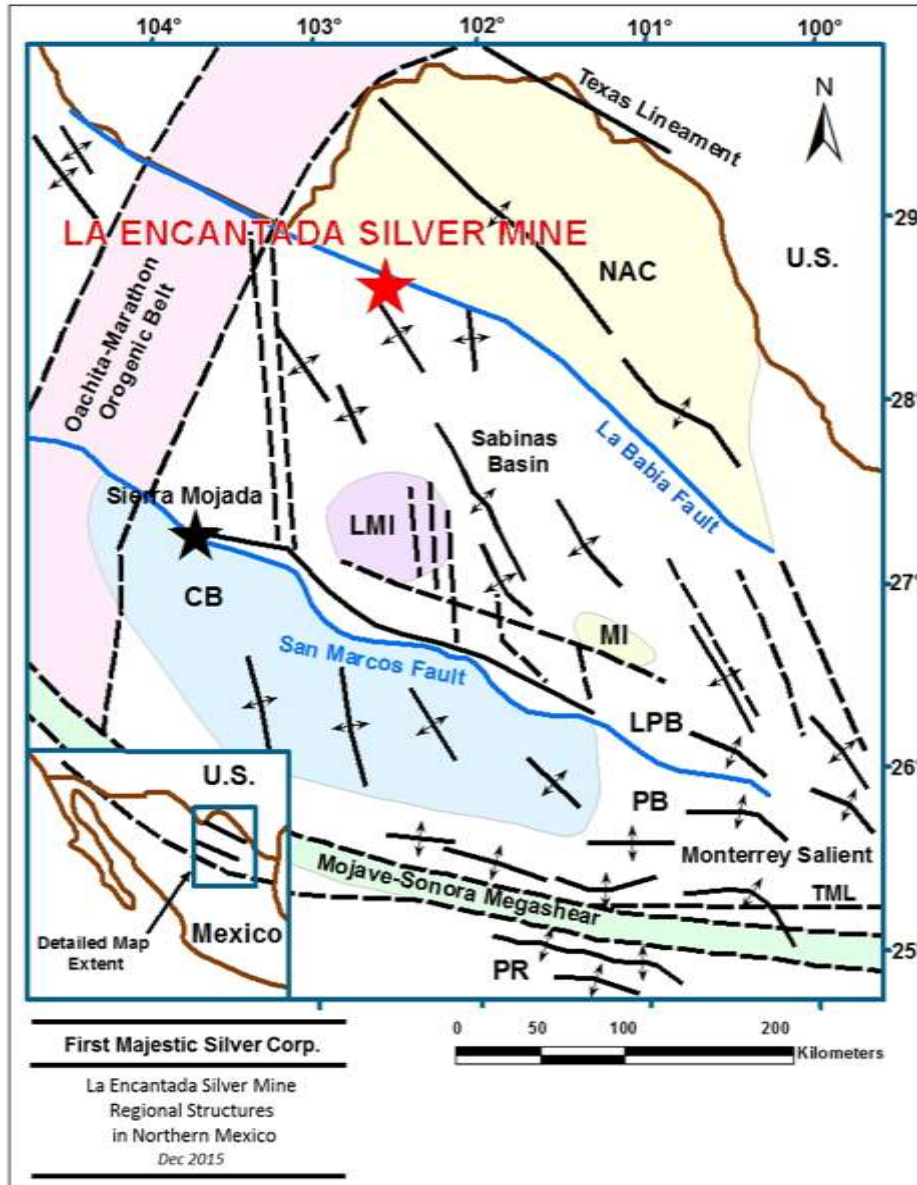 104°
103°
102°
101°
100°
Texas Lineament
N
29°
LA ENCANTADA SILVER MINE
NAC
U.S.
Oachita-Marathon
Orogenic Belt
28°
Sabinas
Basin
La Babia Fault
Sierra Mojada
LMI
27°
CB
MI
San Marcos Fault
LPB
26°
U.S.
PB
Monterrey Salient
Mojave-Sonora Megashear
TML
Mexico
Detailed Map
Extent
25°
PR
First Majestic Silver Corp.
0 50 100 200
Kilometers
La Encantada Silver Mine
Regional Structures
in Northern Mexico
Dec 2015